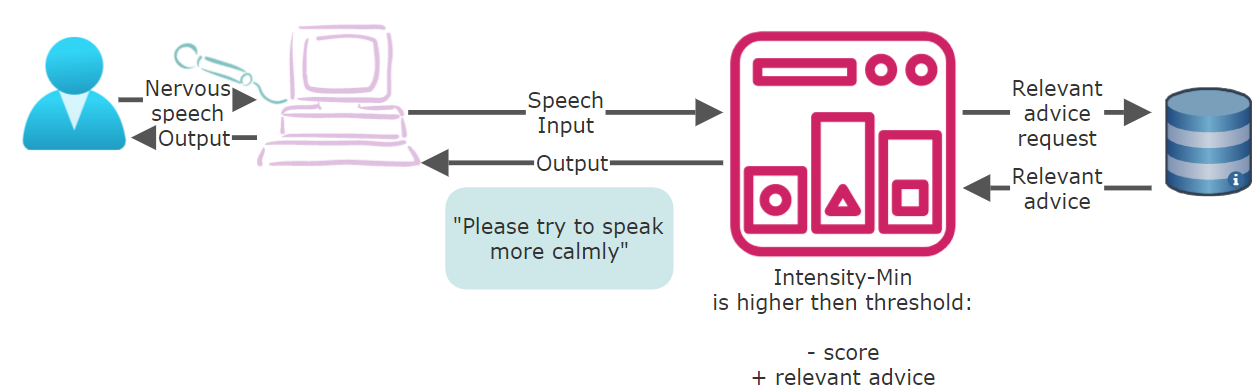 Nervous
speech
Output
Speech
Input
Output
"Please try to speak
more calmly"
Relevant
advice
request
Relevant
advice
i
Intensity-Min
is higher then threshold:
- score
+ relevant advice